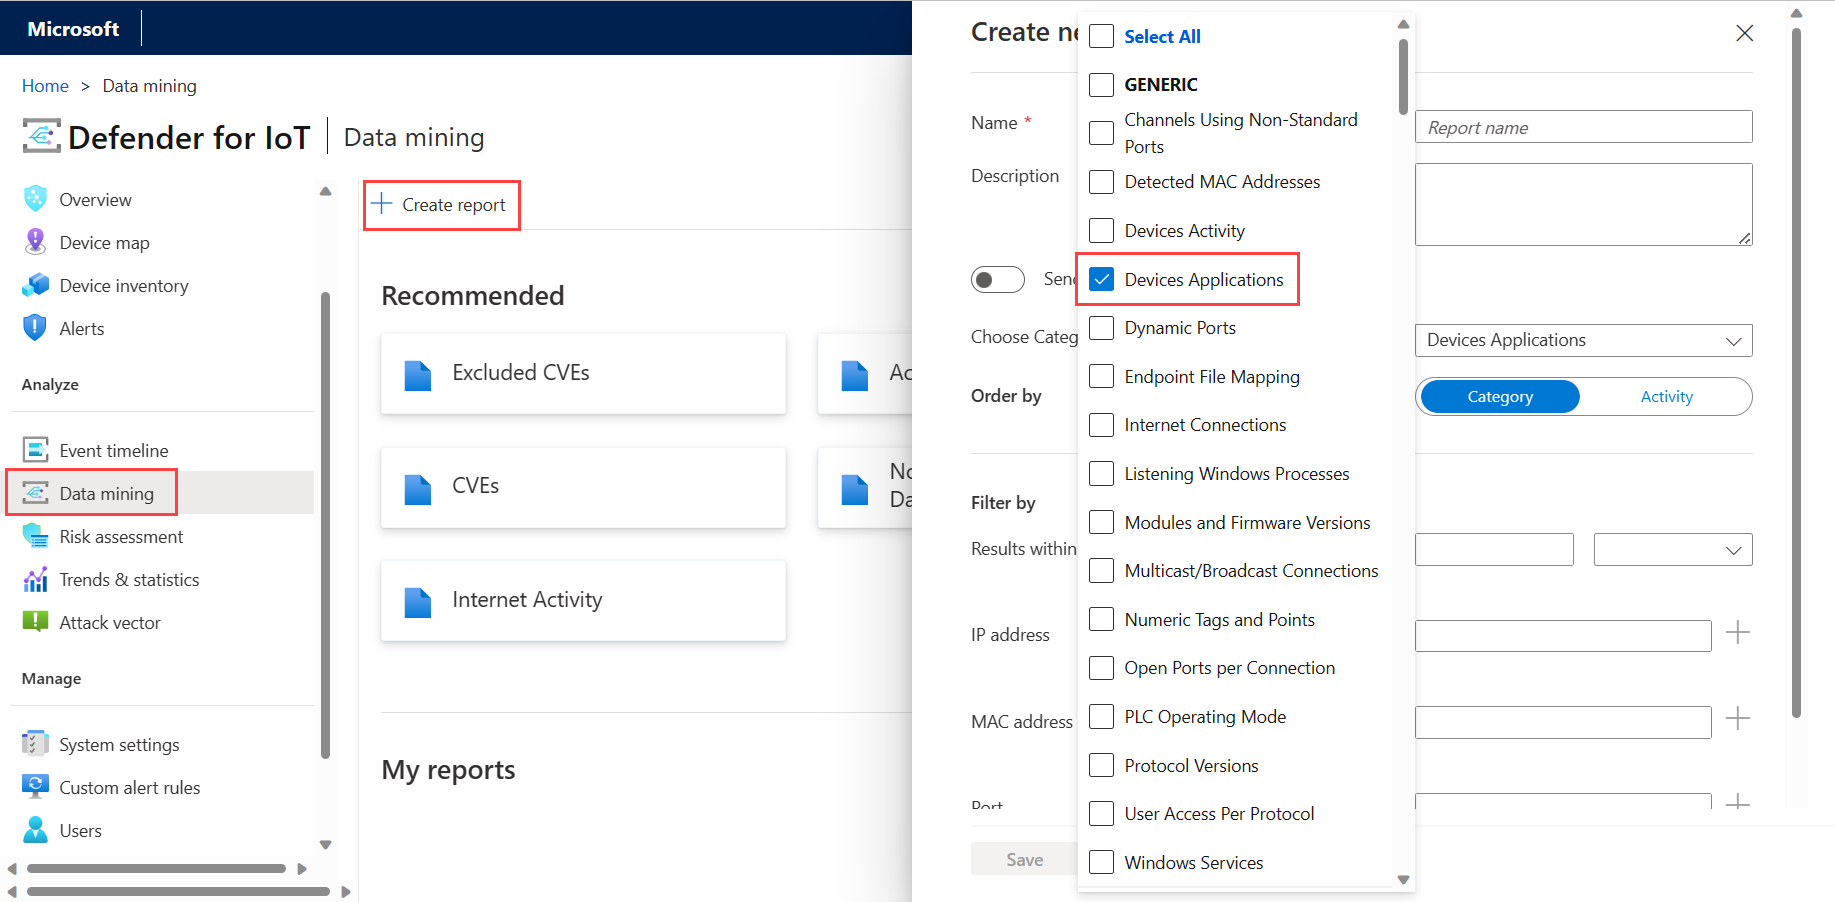 Microsoft
Home > Data mining
Defender for IoT | Data mining
Overview
Device map
Device inventory
Alerts
Analyze
Event timeline
Data mining
Risk assessment
Trends & statistics
Attack vector
Manage
System settings
Custom alert rules
Users
Create report
Recommended
Excluded CVEs
CVEs
Internet Activity
My reports
Create
Name *
Report name
Description
Choose
Devices Applications
Order by
Category
Activity
Filter by
Results within
IP address
MAC address
Port
Save
Select All
GENERIC
Channels Using Non-Standard
Ports
Detected MAC Addresses
Devices Activity
Devices Applications
Dynamic Ports
Endpoint File Mapping
Internet Connections
Listening Windows Processes
Modules and Firmware Versions
Multicast/Broadcast Connections
Numeric Tags and Points
Open Ports per Connection
PLC Operating Mode
Protocol Versions
User Access Per Protocol
Windows Services